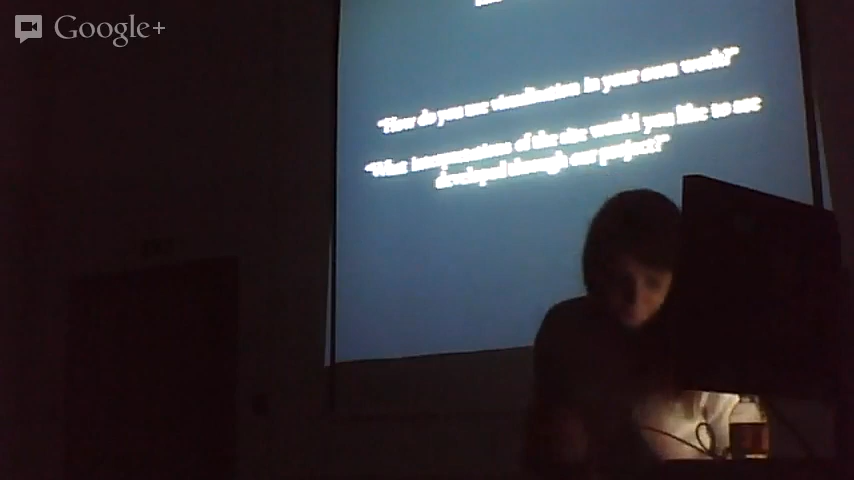 Google+
"How do you use visualisation in your own work?"
"What interpretations of the site would you like to see
developed through our project?"